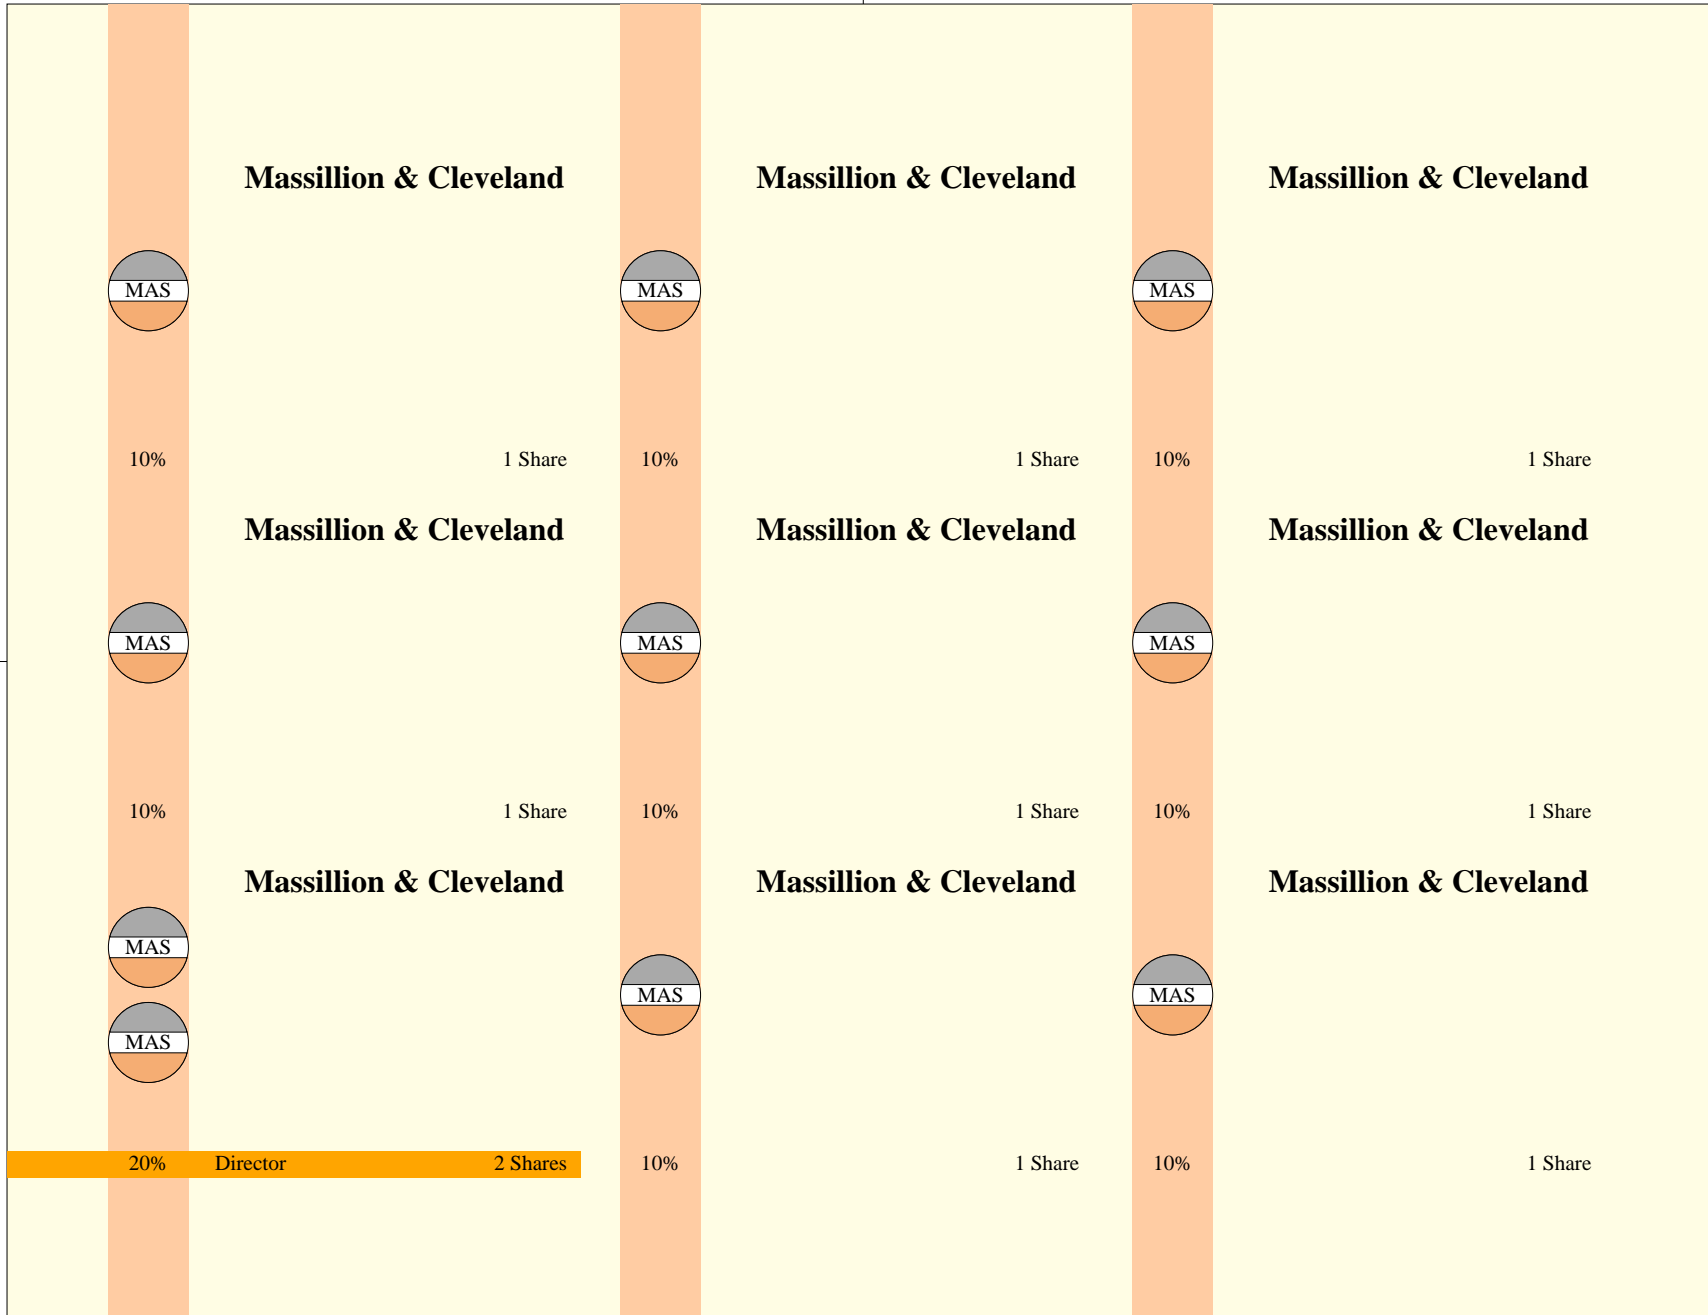 Massillion & Cleveland Massillion & Cleveland Massillion & Cleveland
MAS MAS MAS
10% 1 Share 10% 1 Share 10% 1 Share
Massillion & Cleveland Massillion & Cleveland Massillion & Cleveland
MAS MAS MAS
10% 1 Share 10% 1 Share 10% 1 Share
Massillion & Cleveland Massillion & Cleveland Massillion & Cleveland
MAS
MAS MAS
MAS
20% Director 2 Shares 10% 1 Share 10% 1 Share